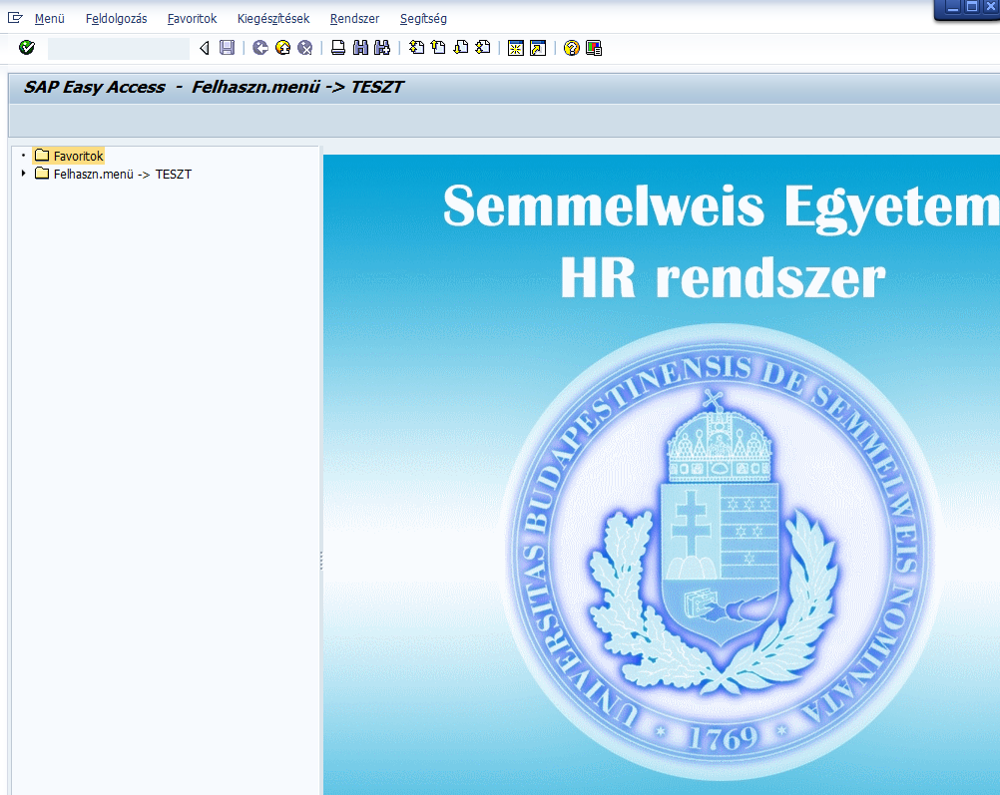 Menü Feldolgozás Favoritok Kiegészítések Rendszer Segítség
SAP Easy Access - Felhaszn.menü -> TESZT
Favoritok
Felhaszn.menü -> TESZT
Semmelweis Egyetem
HR rendszer
UNIVERSITAS BUDAPESTINENSIS DE SEMMELWEIS NOMINATA
* 1769 *